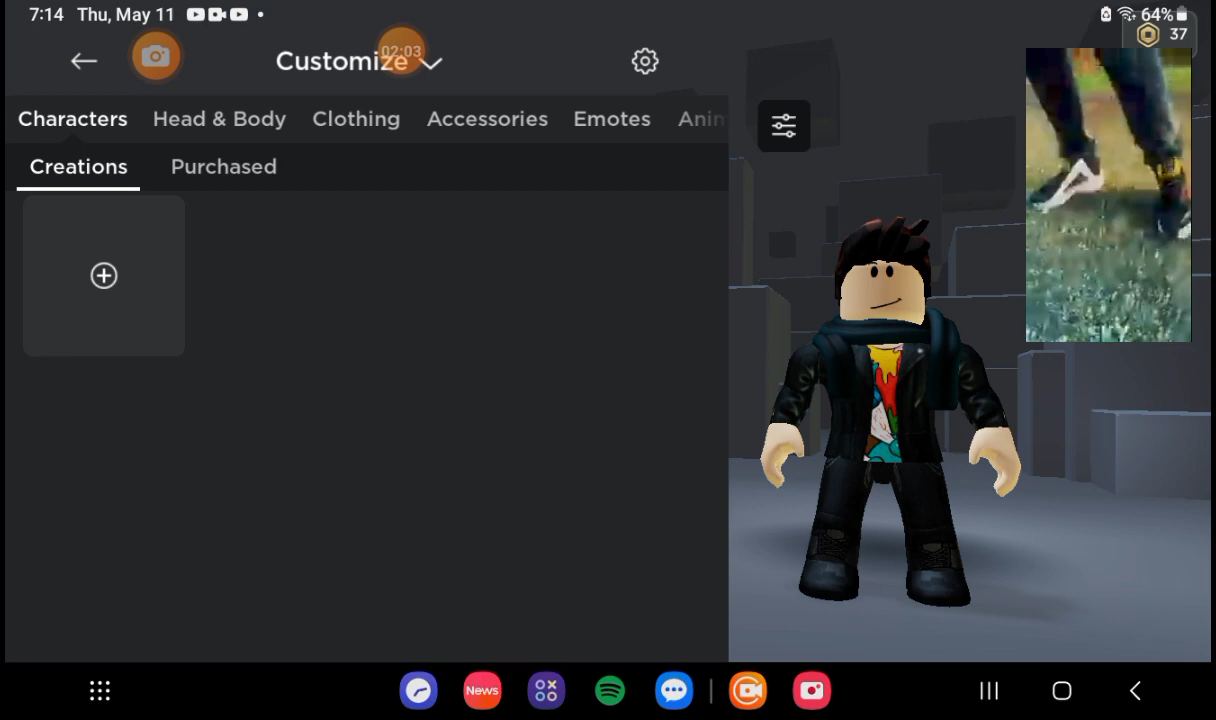 7:14 Thu, May 11 64%
37
02:03
Customize
Characters Head & Body Clothing Accessories Emotes Anim
Creations Purchased
News